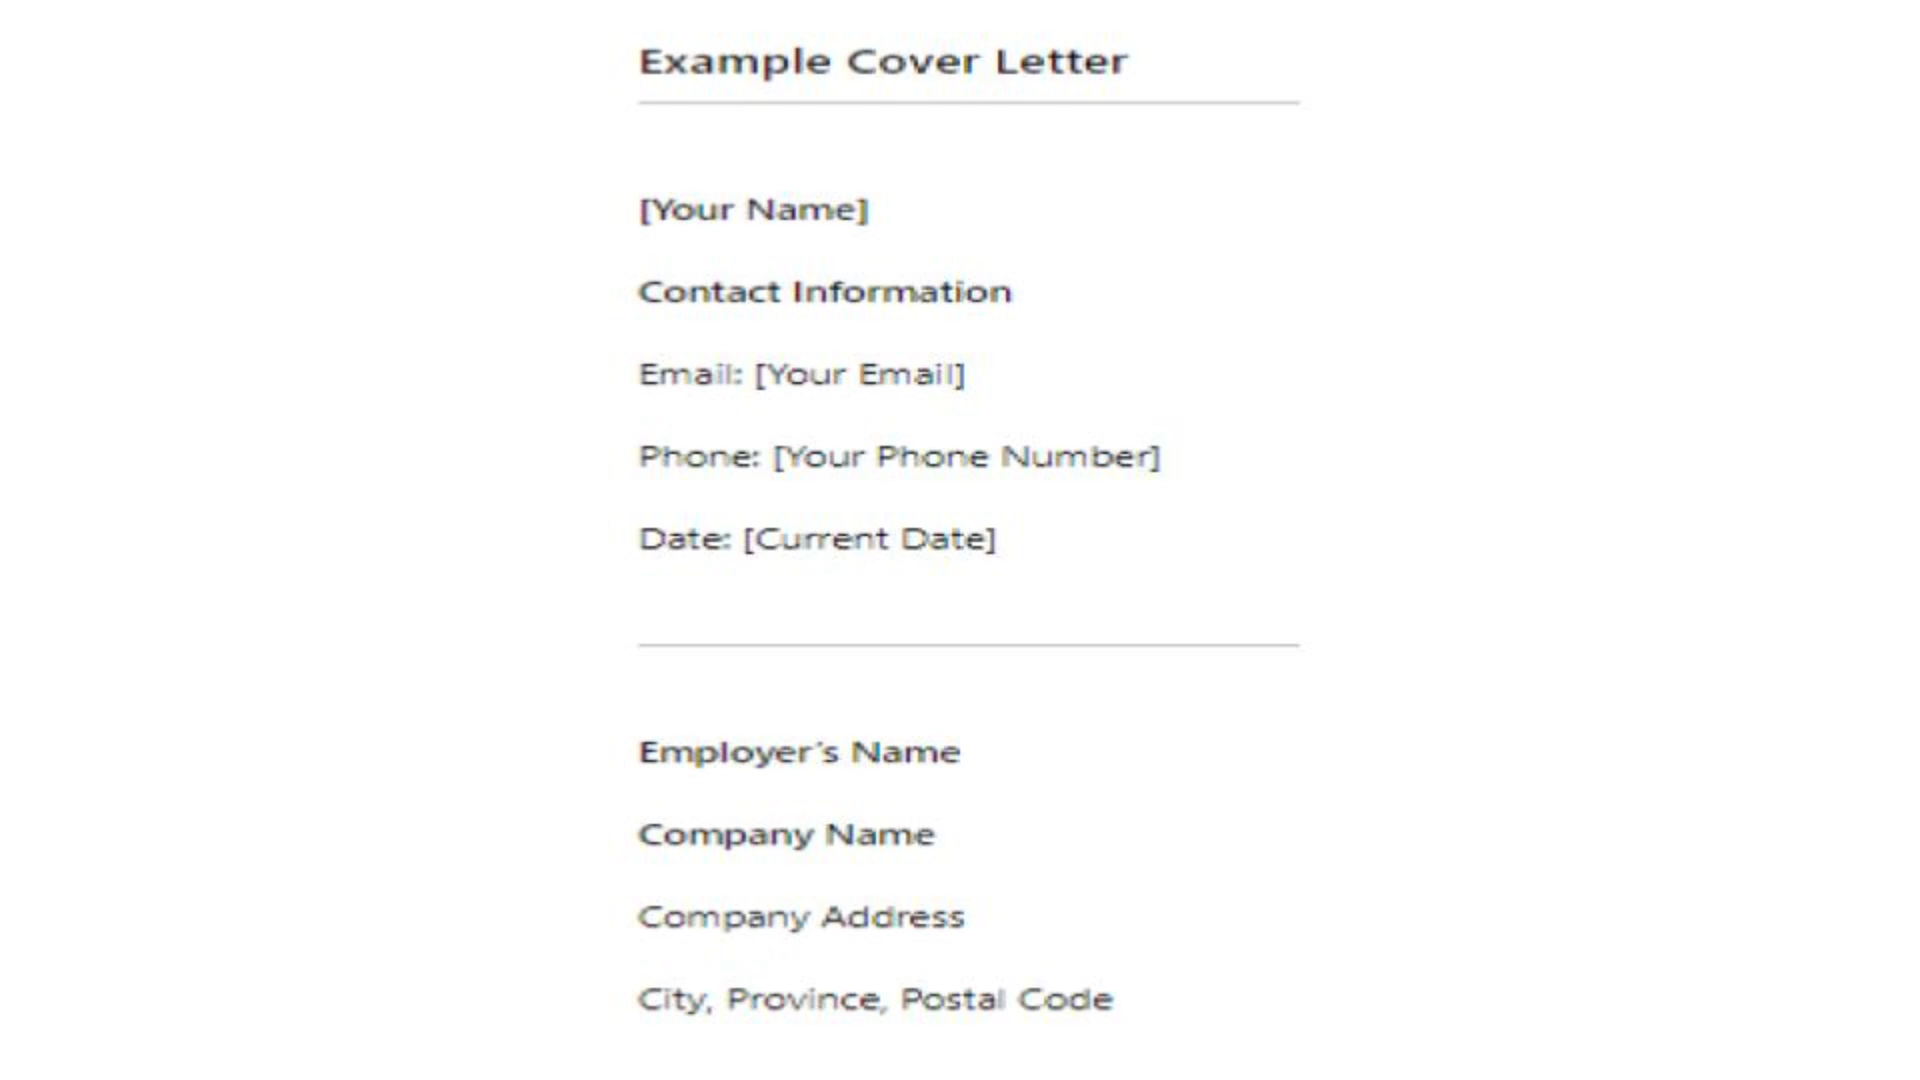 Example Cover Letter
[Your Name]
Contact Information
Email: [Your Email]
Phone: [Your Phone Number]
Date: [Current Date]
Employer's Name
Company Name
Company Address
City, Province, Postal Code